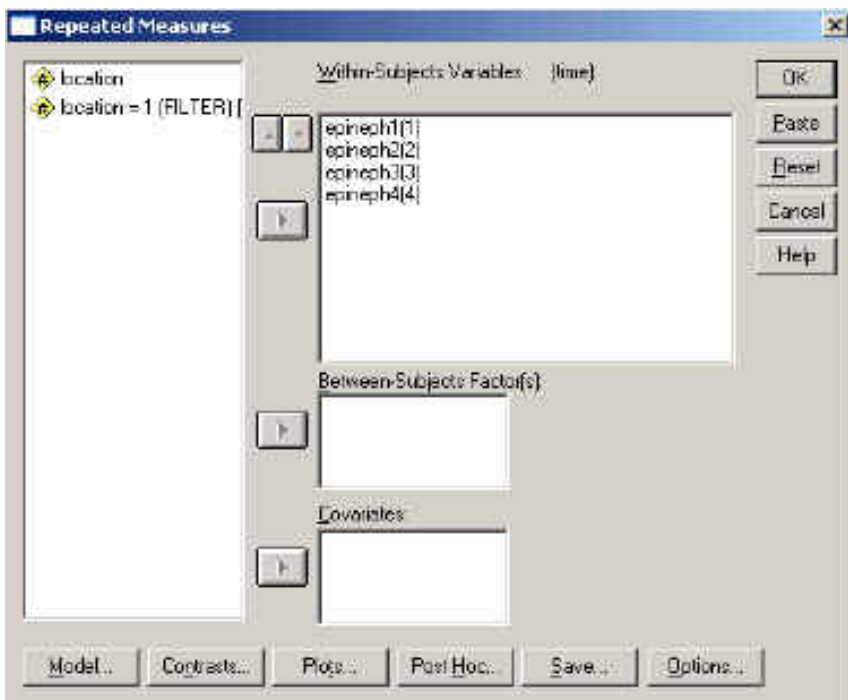 Repeated Measures
location
location = 1 (FILTER) [
Within-Subjects Variables (time)
epineph1(1)
epineph2(2)
epineph3(3)
epineph4(4)
OK
Paste
Reset
Cancel
Help
Between-Subjects Factor(s)
Covariates
Model...
Contrasts...
Plots...
Post Hoc...
Save...
Options...